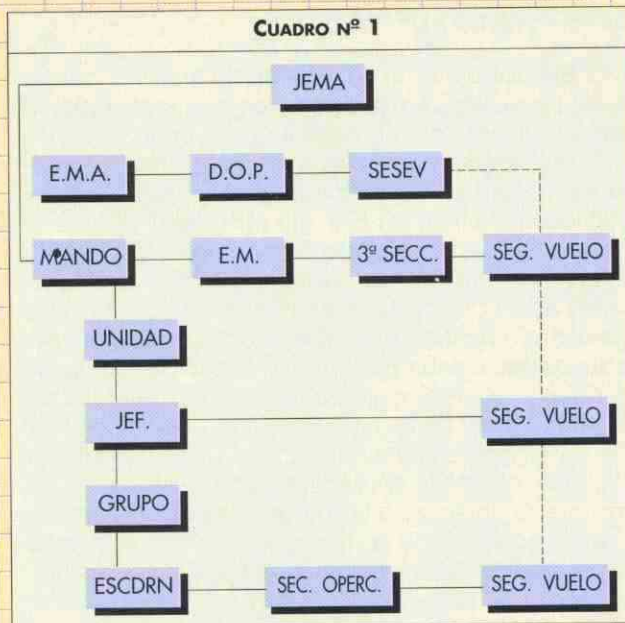 CUADRO Nº 1
JEMA
E.M.A. D.O.P. SESEV
MANDO E.M. 3º SECC. SEG. VUELO
UNIDAD
JEF. SEG. VUELO
GRUPO
ESCDRN SEC. OPERC. SEG. VUELO